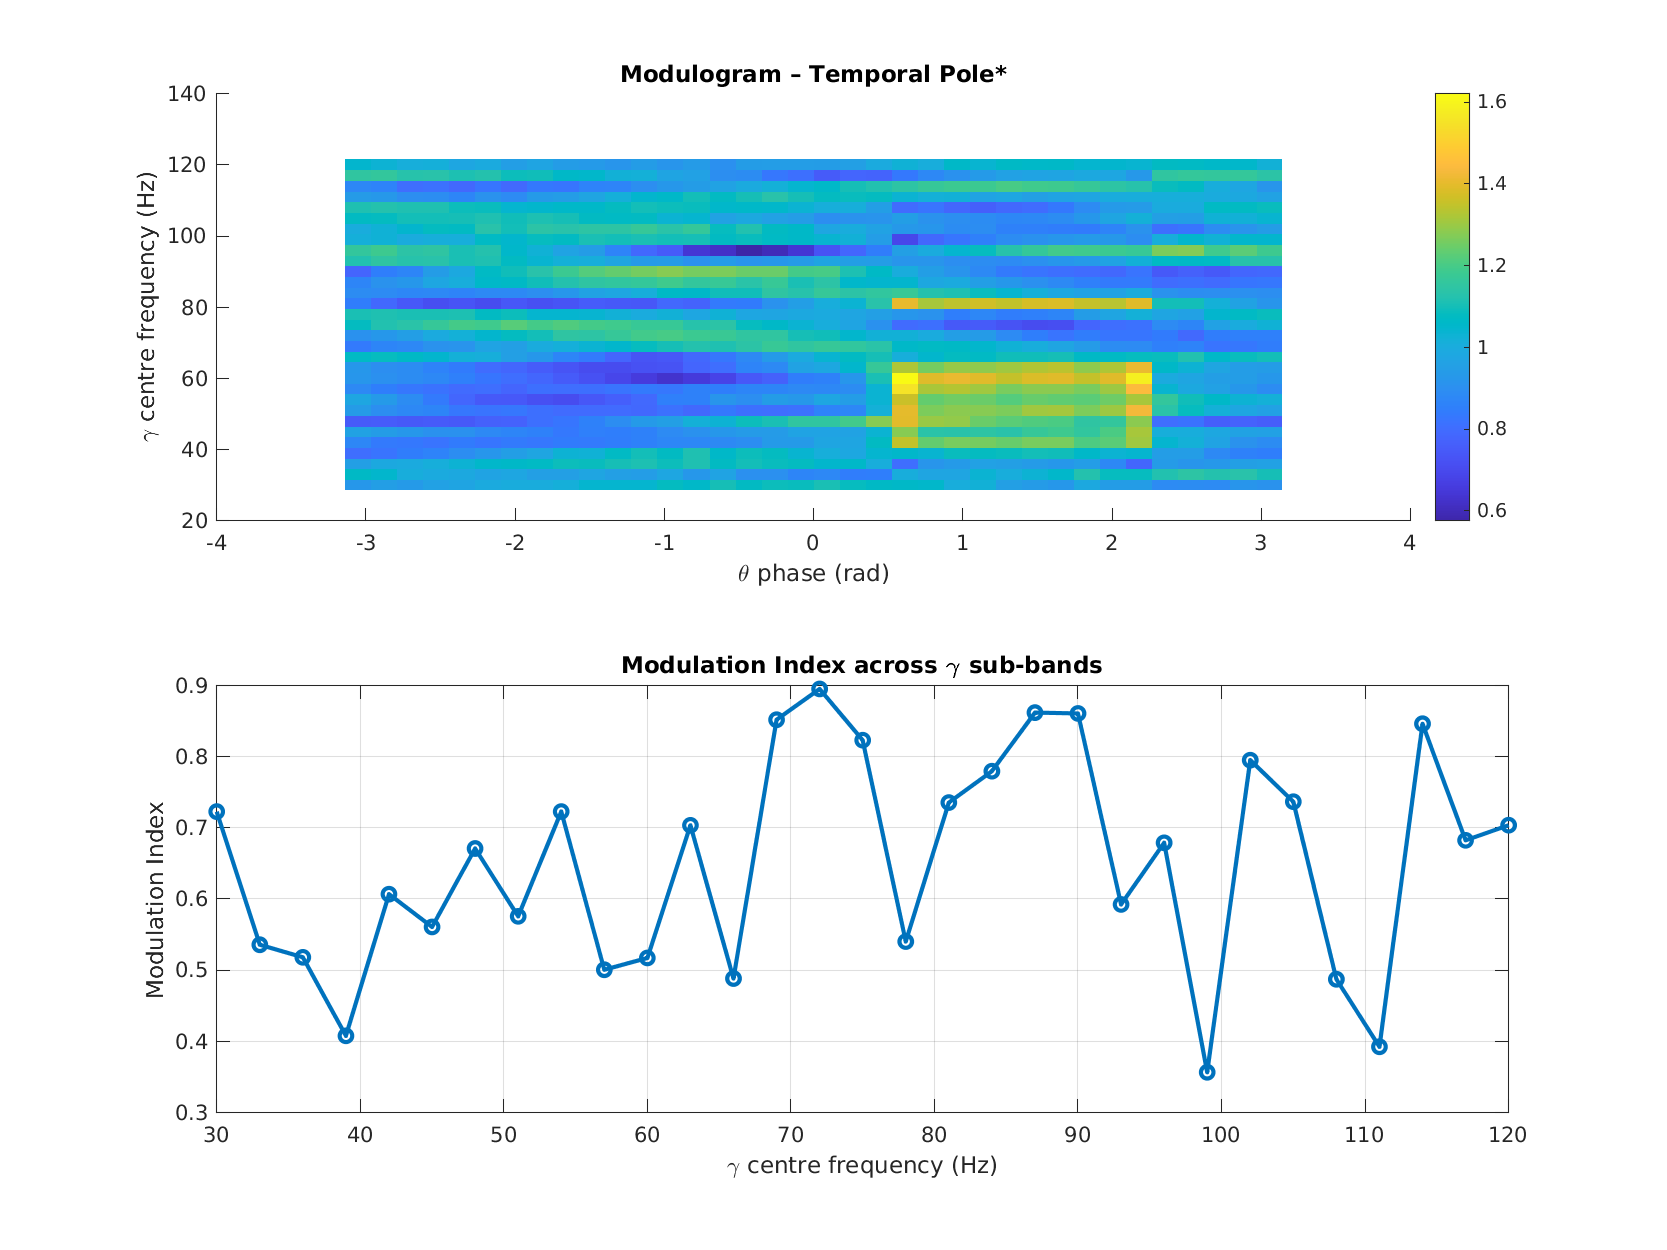 Modulogram – Temporal Pole*
140
120
100
80
60
40
20
γ centre frequency (Hz)
-4 -3 -2 -1 0 1 2 3 4
θ phase (rad)
1.6
1.4
1.2
1
0.8
0.6
Modulation Index across γ sub-bands
0.9
0.8
0.7
0.6
0.5
0.4
0.3
Modulation Index
30 40 50 60 70 80 90 100 110 120
γ centre frequency (Hz)